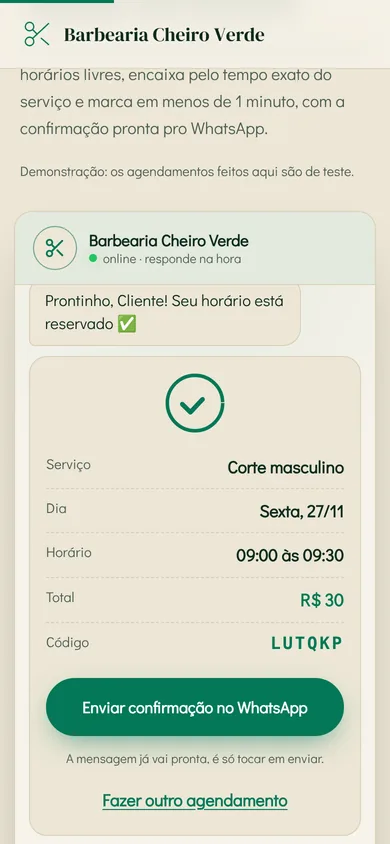 Barbearia Cheiro Verde
horários livres, encaixa pelo tempo exato do
serviço e marca em menos de 1 minuto, com a
confirmação pronta pro WhatsApp.
Demonstração: os agendamentos feitos aqui são de teste.
Barbearia Cheiro Verde
online · responde na hora
Prontinho, Cliente! Seu horário está
reservado ✅
Serviço Corte masculino
Dia Sexta, 27/11
Horário 09:00 às 09:30
Total R$ 30
Código LUTQKP
Enviar confirmação no WhatsApp
A mensagem já vai pronta, é só tocar em enviar.
Fazer outro agendamento